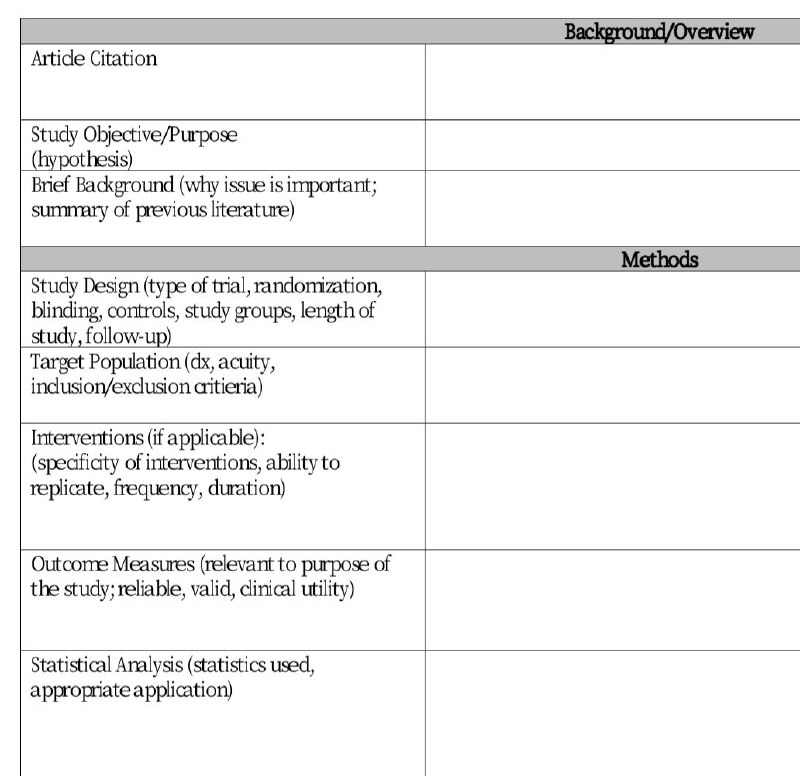 Background/Overview
Article Citation
Study Objective/Purpose
(hypothesis)
Brief Background (why issue is important;
summary of previous literature)
Methods
Study Design (type of trial, randomization,
blinding, controls, study groups, length of
study, follow-up)
Target Population (dx, acuity,
inclusion/exclusion critieria)
Interventions (if applicable):
(specificity of interventions, ability to
replicate, frequency, duration)
Outcome Measures (relevant to purpose of
the study; reliable, valid, clinical utility)
Statistical Analysis (statistics used,
appropriate application)